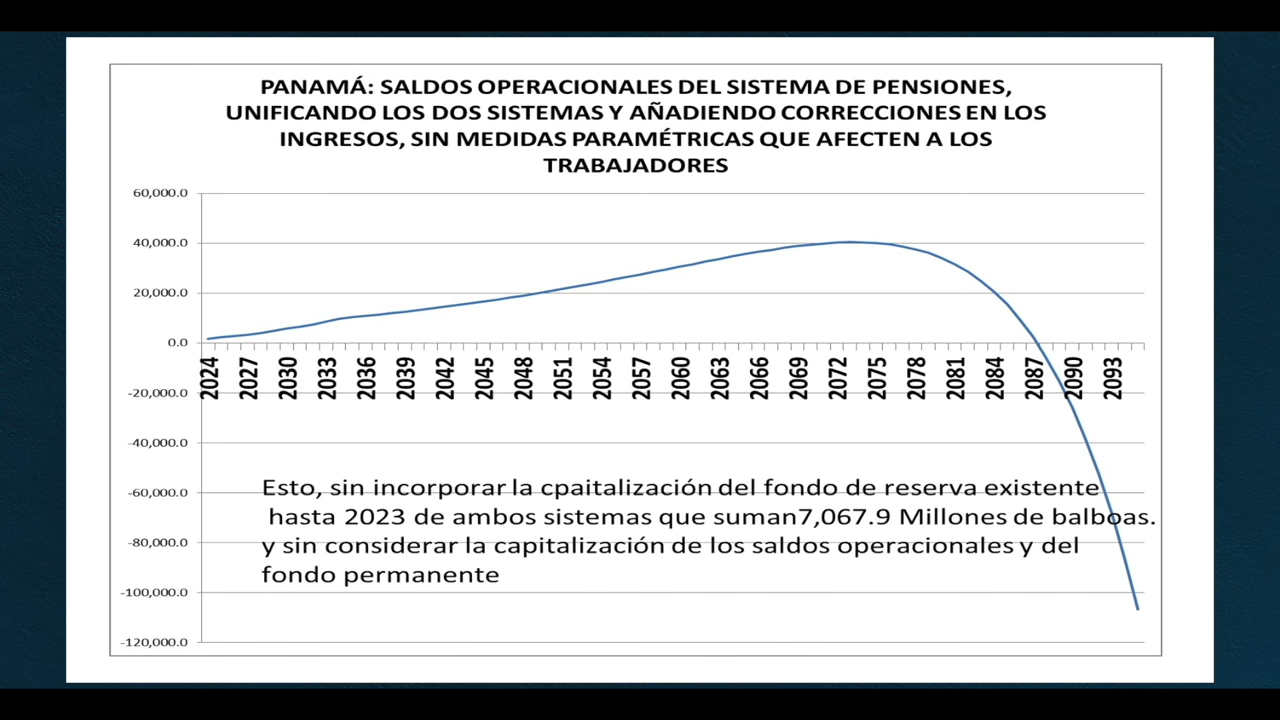 PANAMÁ: SALDOS OPERACIONALES DEL SISTEMA DE PENSIONES,
UNIFICANDO LOS DOS SISTEMAS Y AÑADIENDO CORRECCIONES EN LOS
INGRESOS, SIN MEDIDAS PARAMÉTRICAS QUE AFECTEN A LOS
TRABAJADORES
60,000.0
40,000.0
20,000.0
0.0
2024 2027 2030 2033 2036 2039 2042 2045 2048 2051 2054 2057 2060 2063 2066 2069 2072 2075 2078 2081 2084 2087 2090 2093
-20,000.0
-40,000.0
-60,000.0
-80,000.0
-100,000.0
-120,000.0
Esto, sin incorporar la cpaitalización del fondo de reserva existente
hasta 2023 de ambos sistemas que suman7,067.9 Millones de balboas.
y sin considerar la capitalización de los saldos operacionales y del
fondo permanente